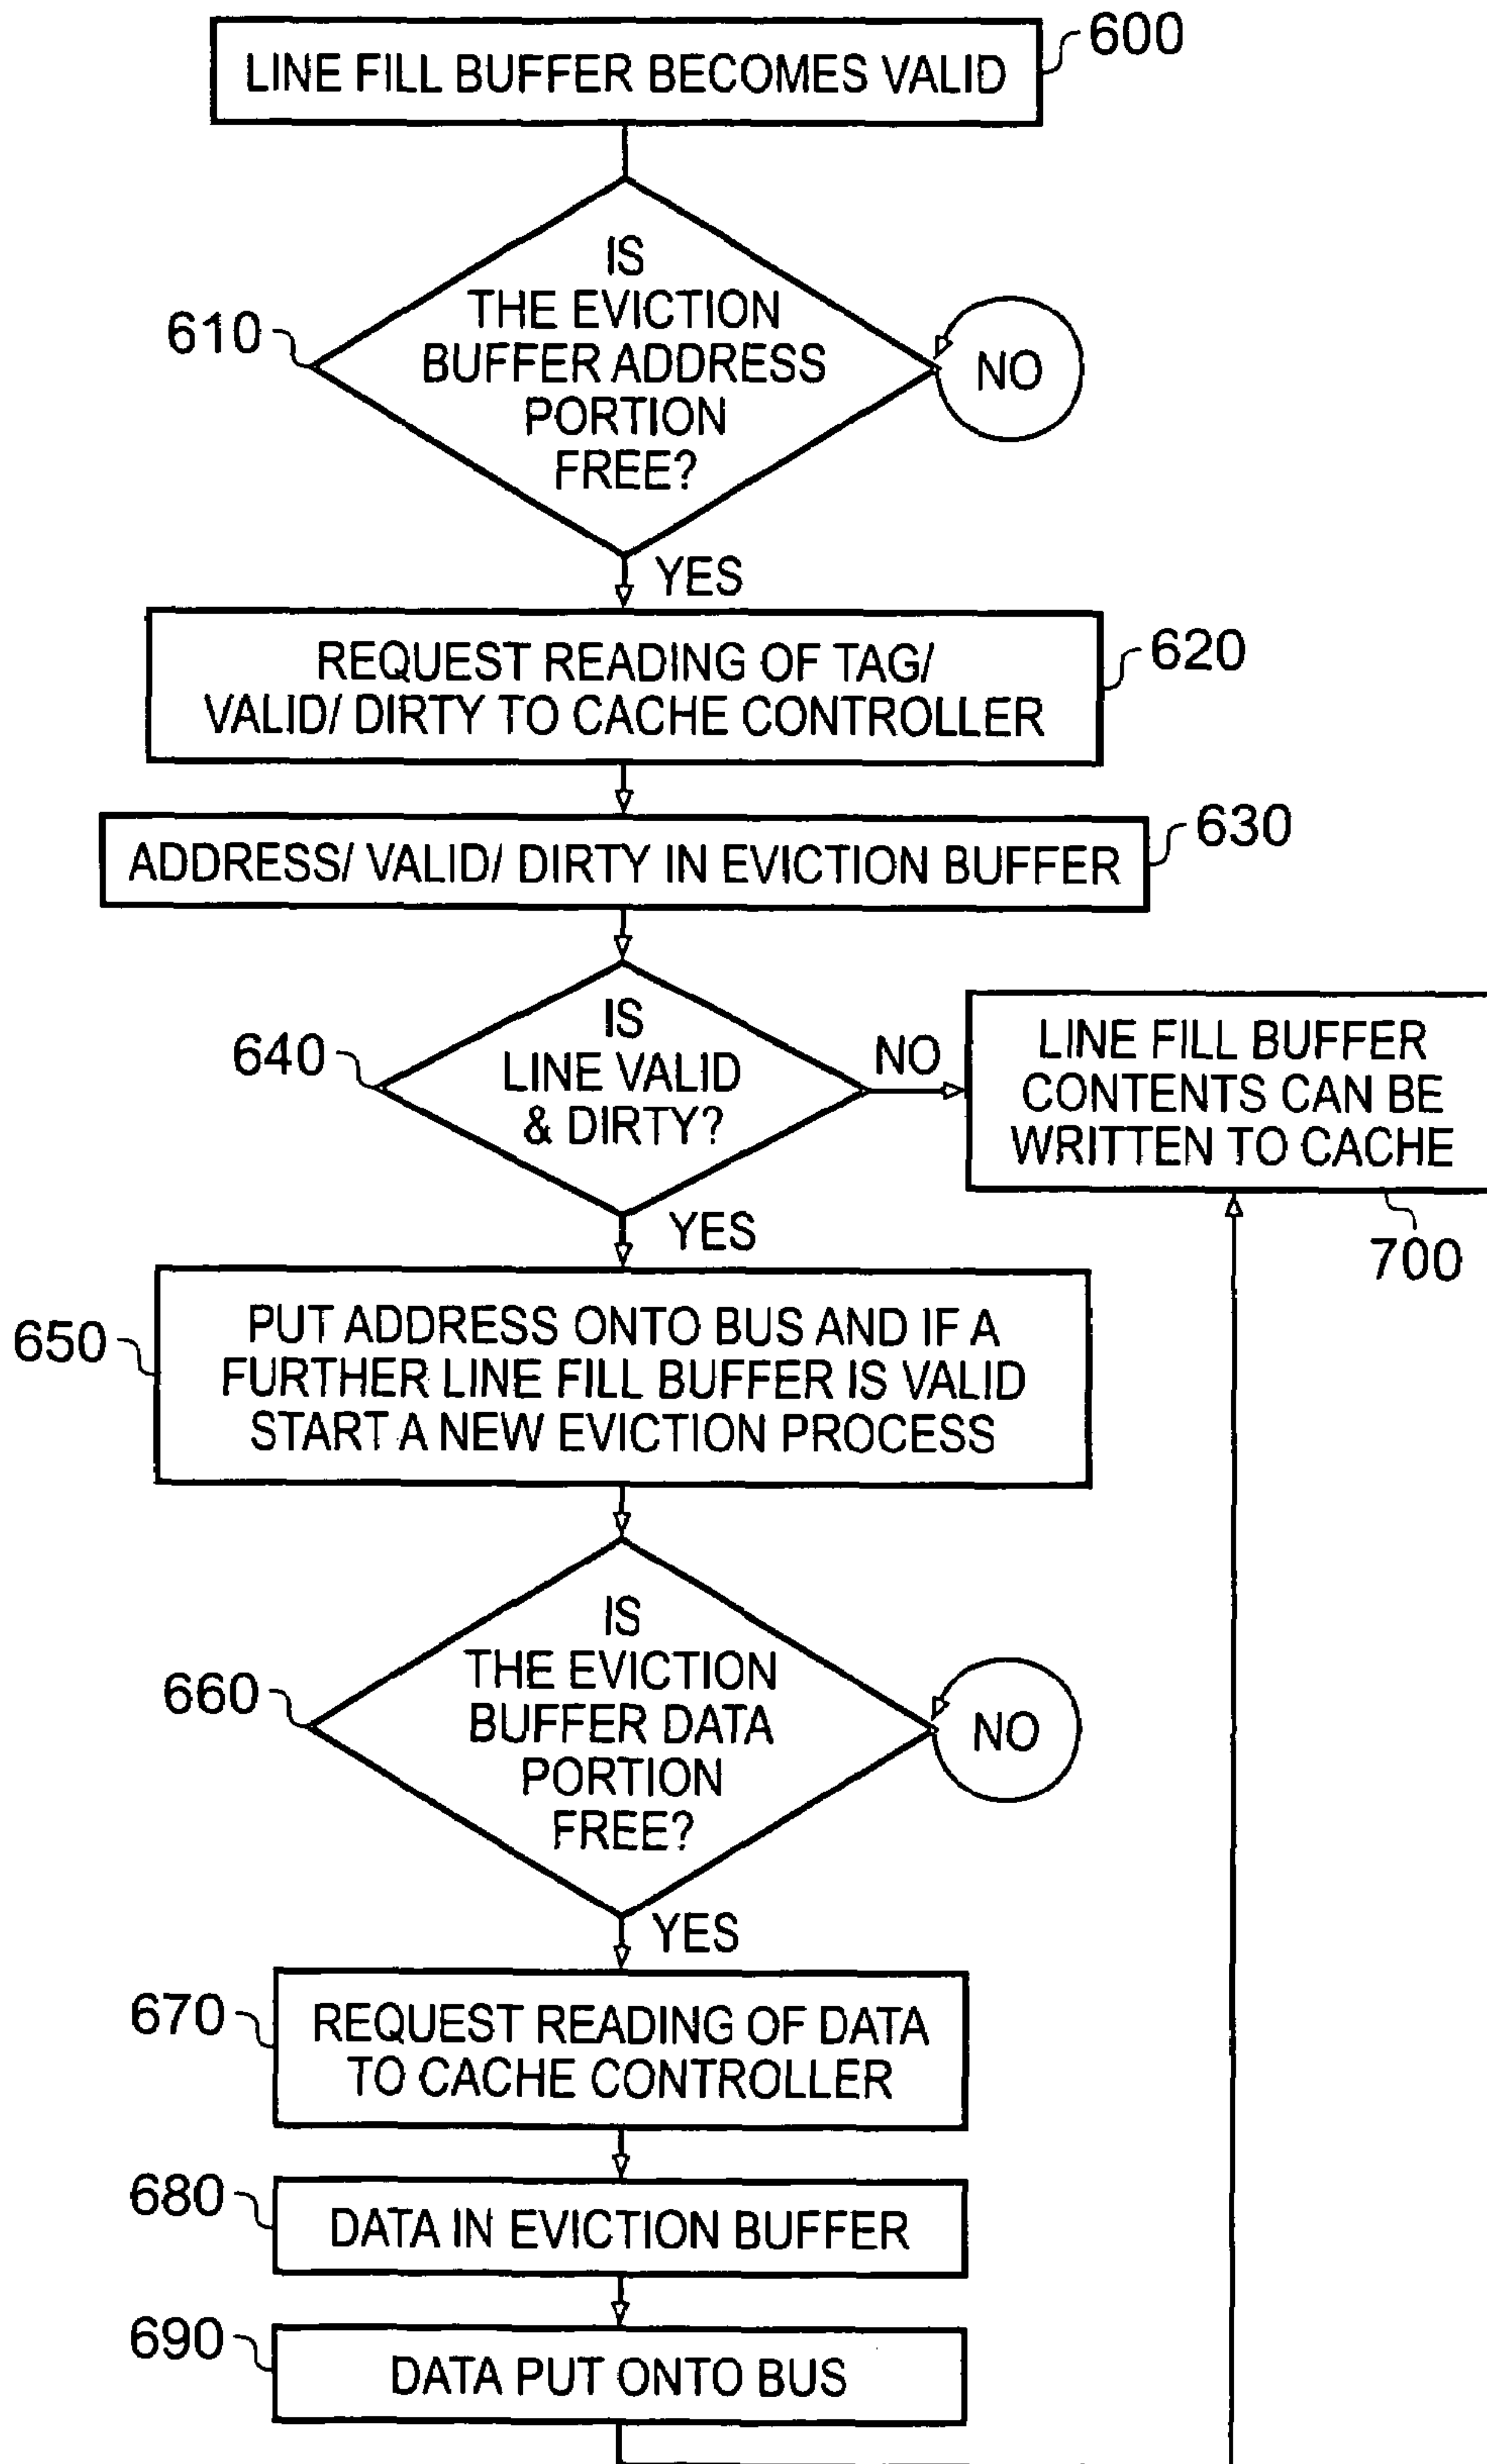 LINE FILL BUFFER BECOMES VALID
600
IS
THE EVICTION
BUFFER ADDRESS
PORTION
FREE?
610
NO
YES
REQUEST READING OF TAG/
VALID/ DIRTY TO CACHE CONTROLLER
620
ADDRESS/ VALID/ DIRTY IN EVICTION BUFFER
630
IS
LINE VALID
& DIRTY?
640
NO
LINE FILL BUFFER
CONTENTS CAN BE
WRITTEN TO CACHE
700
YES
PUT ADDRESS ONTO BUS AND IF A
FURTHER LINE FILL BUFFER IS VALID
START A NEW EVICTION PROCESS
650
IS
THE EVICTION
BUFFER DATA
PORTION
FREE?
660
NO
YES
REQUEST READING OF DATA
TO CACHE CONTROLLER
670
DATA IN EVICTION BUFFER
680
DATA PUT ONTO BUS
690